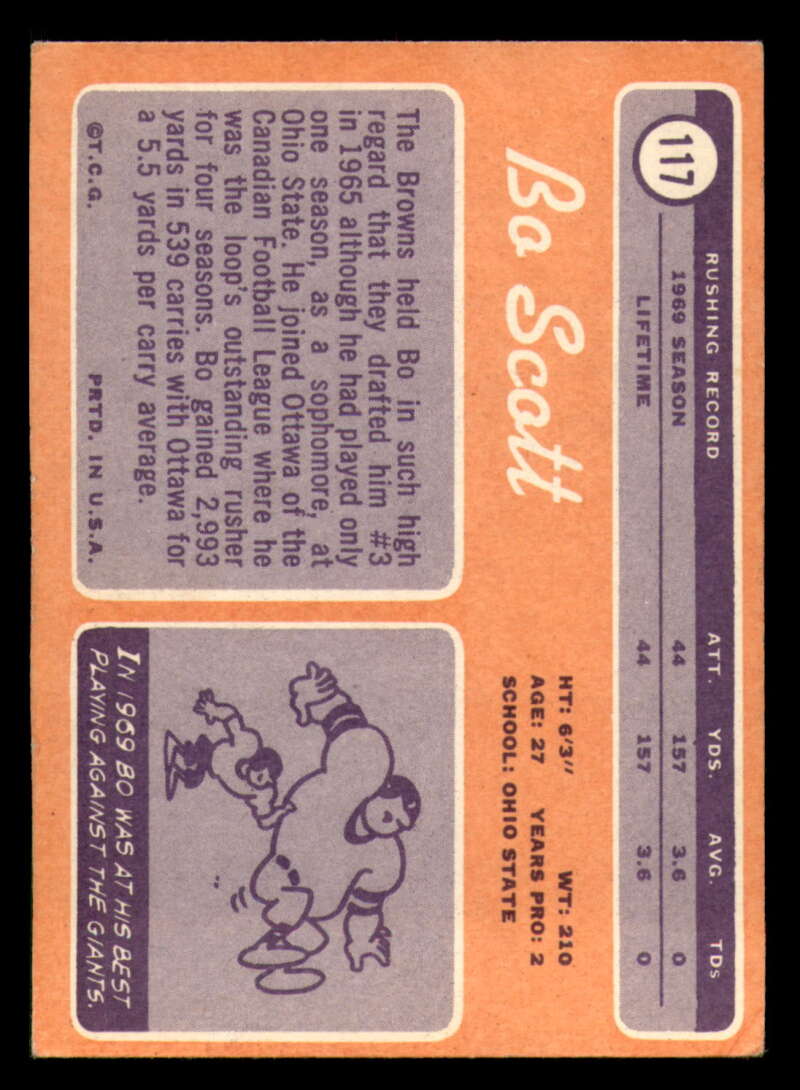 117
RUSHING RECORD ATT. YDS. AVG. TDs
1969 SEASON 44 157 3.6 0
LIFETIME 44 157 3.6 0
Bo Scott
HT: 6'3" WT: 210
AGE: 27 YEARS PRO: 2
SCHOOL: OHIO STATE
The Browns held Bo in such high
regard that they drafted him #3
in 1965 although he had played only
one season, as a sophomore, at
Ohio State. He joined Ottawa of the
Canadian Football League where he
was the loop's outstanding rusher
for four seasons. Bo gained 2,993
yards in 539 carries with Ottawa for
a 5.5 yards per carry average.
©T.C.G. PRTD. IN U.S.A.
IN 1969 BO WAS AT HIS BEST
PLAYING AGAINST THE GIANTS.